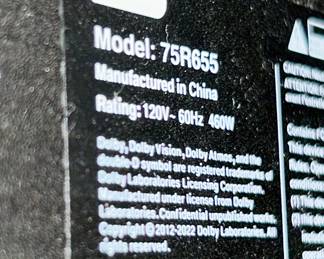 Model: 75R655
Manufactured in China
Rating: 120V~ 60Hz 460W
Dolby, Dolby Vision, Dolby Atmos, and the
double-D symbol are registered trademarks of
Dolby Laboratories Licensing Corporation.
Manufactured under license from Dolby
Laboratories. Confidential unpublished works.
Copyright © 2012-2022 Dolby Laboratories. All
rights reserved.